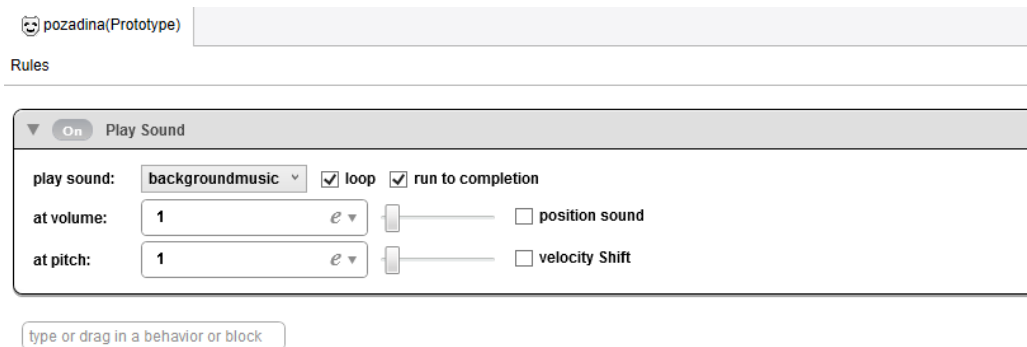 pozadina(Prototype)
Rules
On Play Sound
play sound: backgroundmusic loop run to completion
at volume: 1 e position sound
at pitch: 1 e velocity Shift
type or drag in a behavior or block